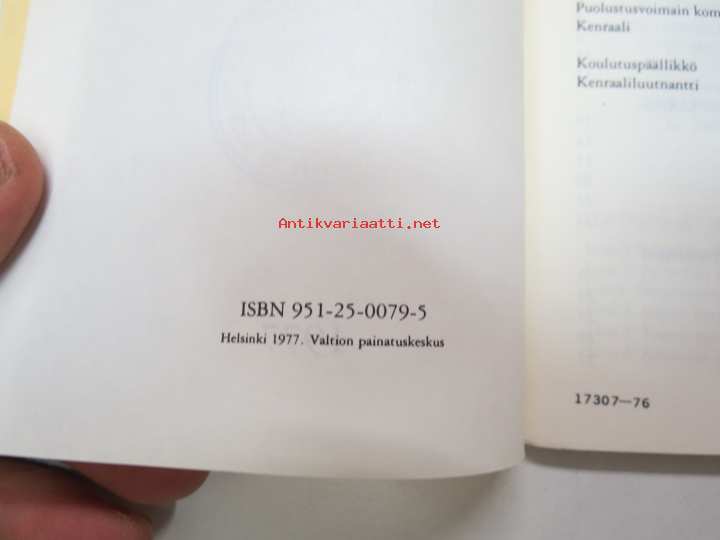 Antikvariaatti.net
ISBN 951-25-0079-5
Helsinki 1977. Valtion painatuskeskus
Puolustusvoimain kom
Kenraali
Koulutuspäällikkö
Kenraaliluutnantti
17307—76